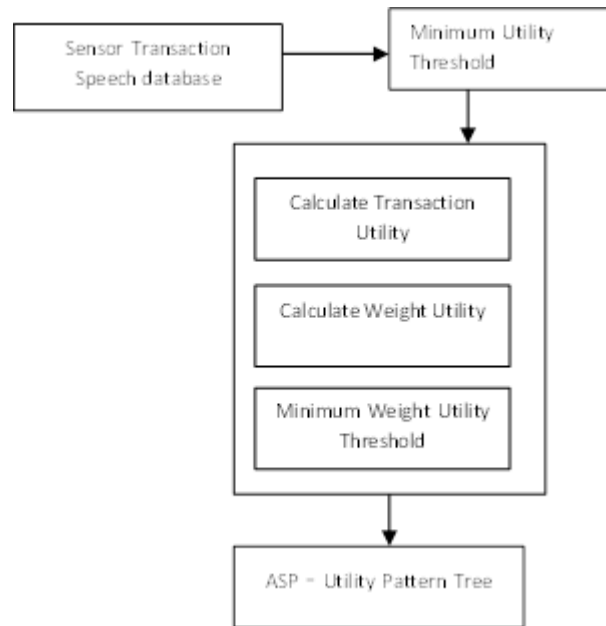 Sensor Transaction
Speech database
Minimum Utility
Threshold
Calculate Transaction
Utility
Calculate Weight Utility
Minimum Weight Utility
Threshold
ASP – Utility Pattern Tree